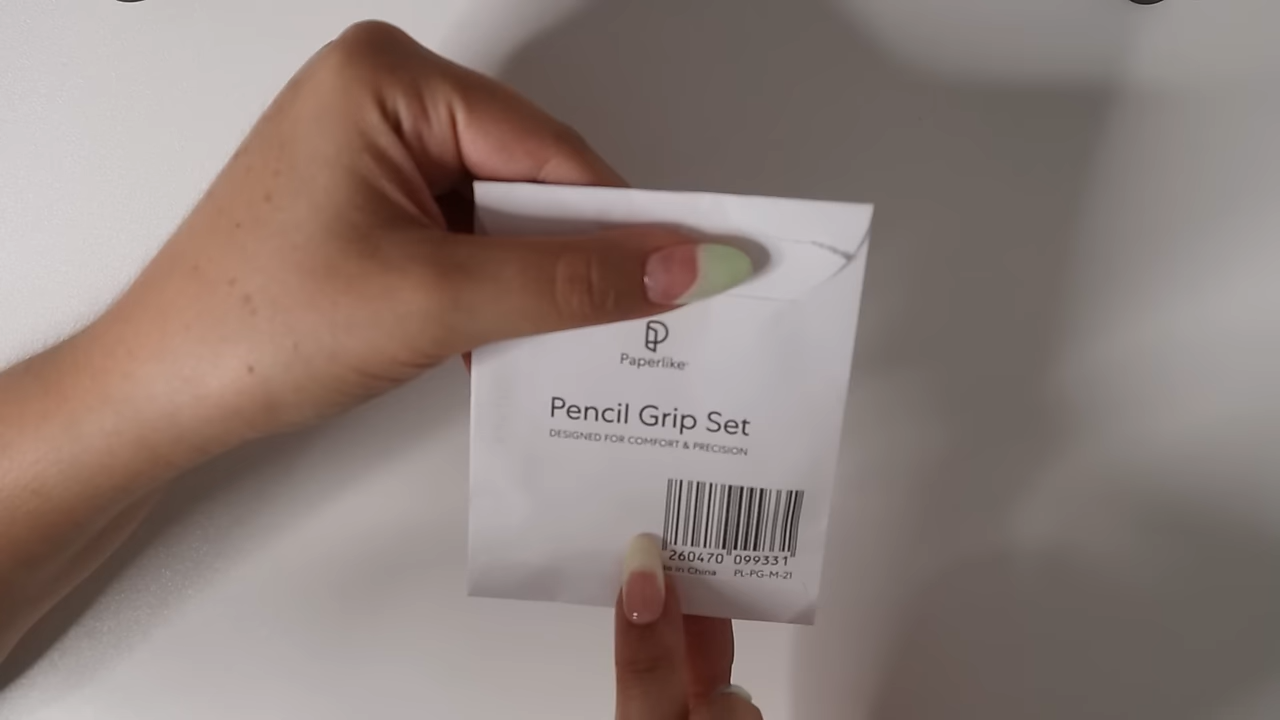 Paperlike
Pencil Grip Set
DESIGNED FOR COMFORT & PRECISION
260470 099331
in China PL-PG-M-21